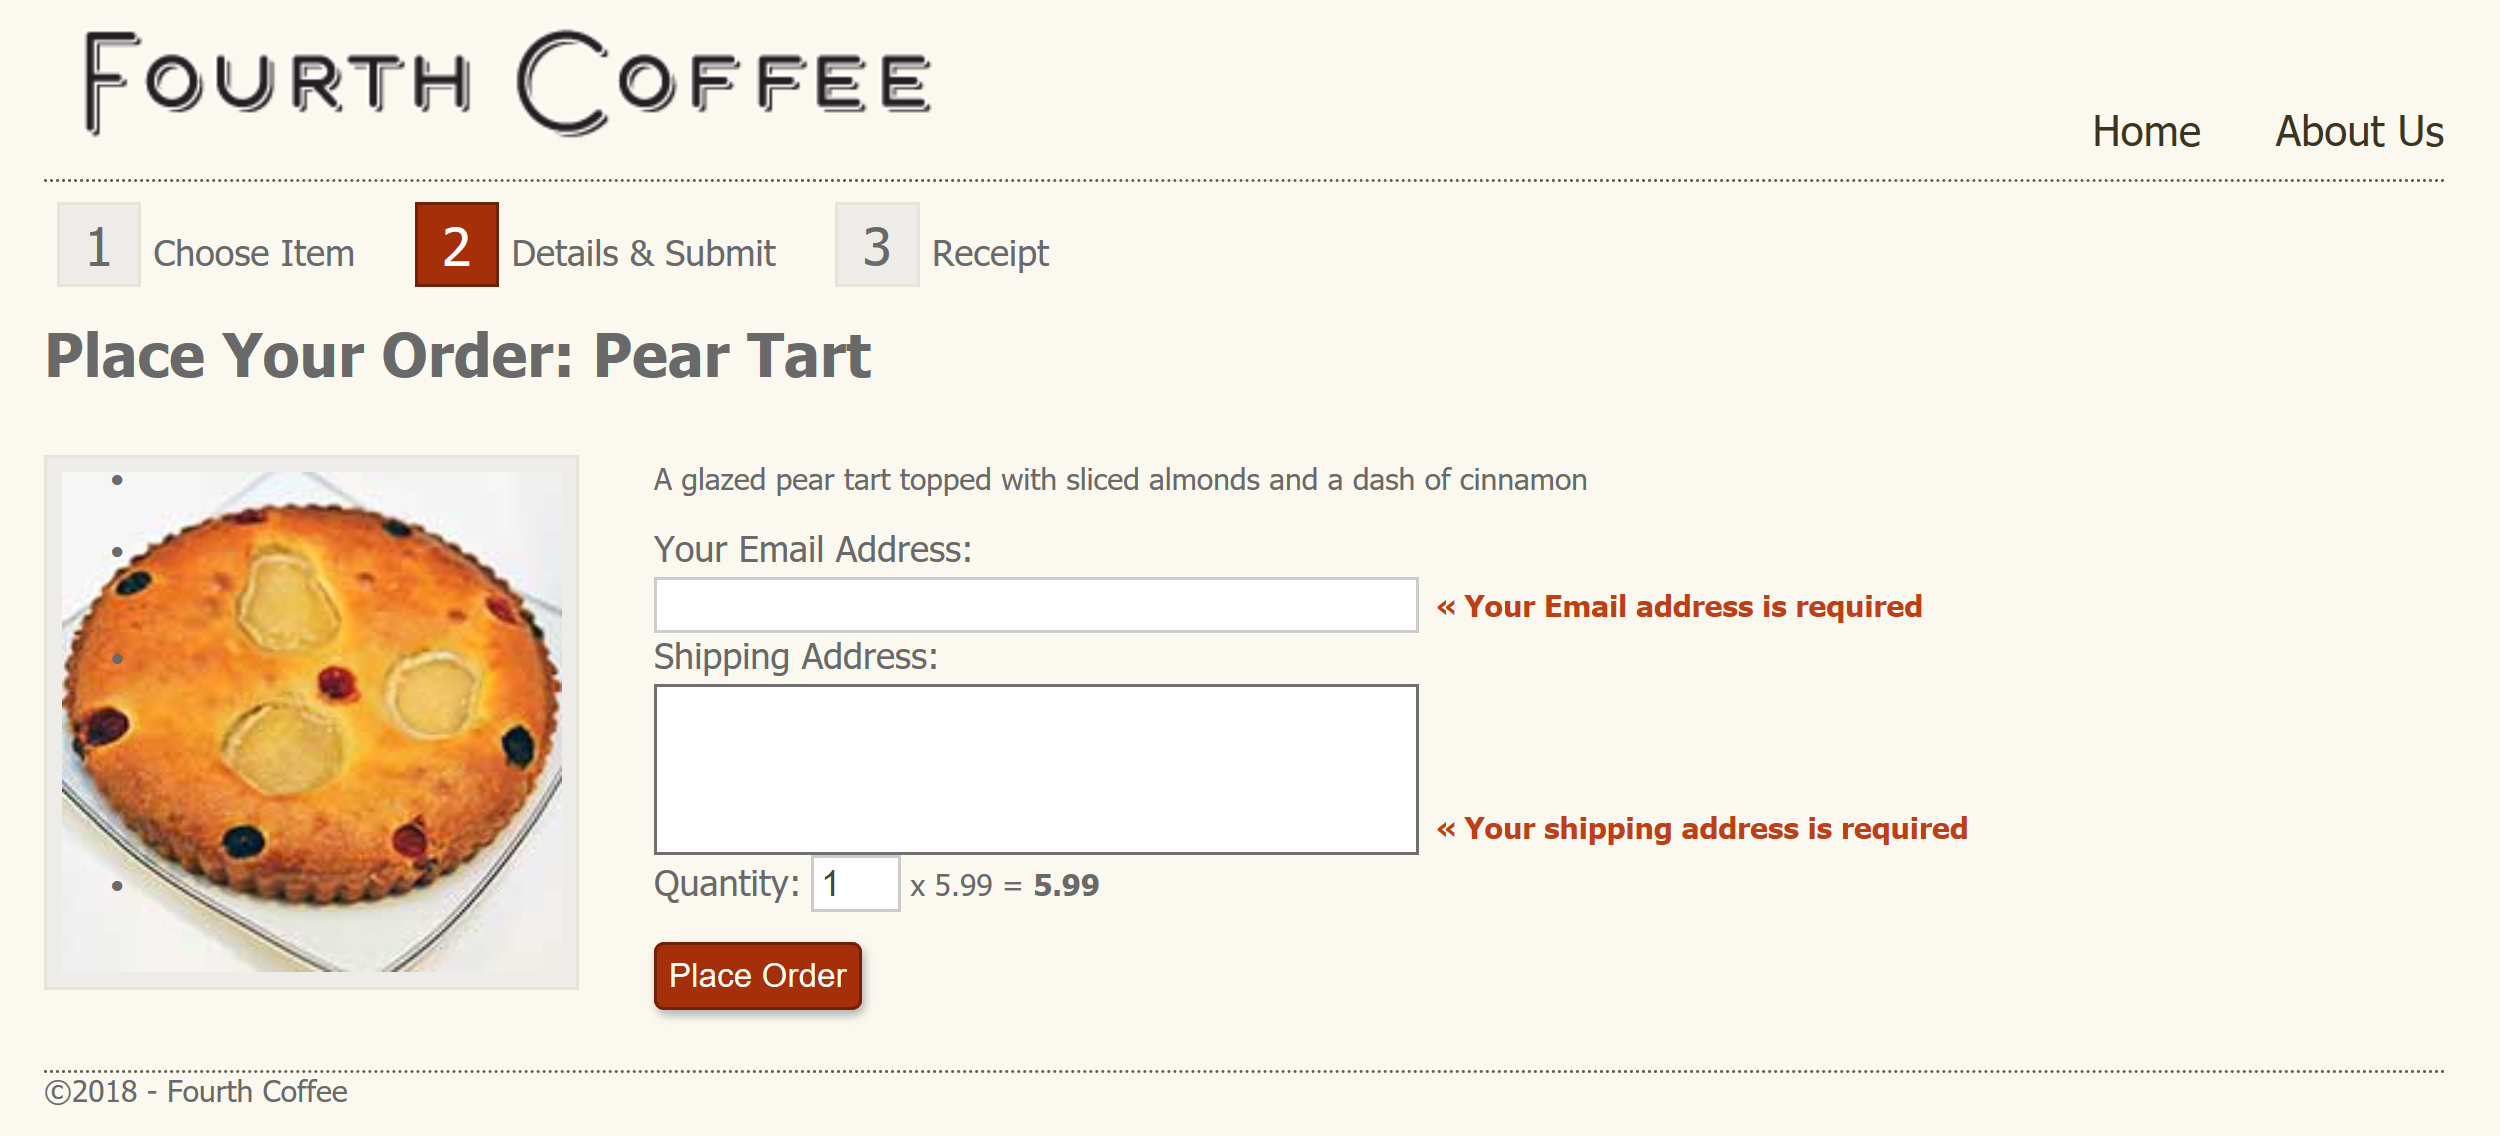 FOURTH COFFEE
Home About Us
1 Choose Item 2 Details & Submit 3 Receipt
Place Your Order: Pear Tart
A glazed pear tart topped with sliced almonds and a dash of cinnamon
Your Email Address:
« Your Email address is required
Shipping Address:
« Your shipping address is required
Quantity: 1 x 5.99 = 5.99
Place Order
©2018 - Fourth Coffee